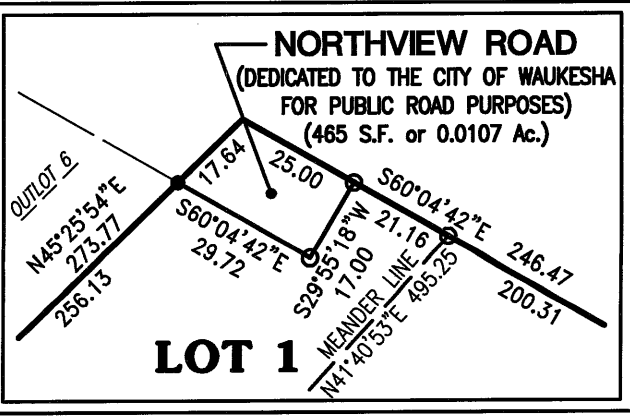 NORTHVIEW ROAD
(DEDICATED TO THE CITY OF WAUKESHA
FOR PUBLIC ROAD PURPOSES)
(465 S.F. or 0.0107 Ac.)
OUTLOT 6
17.64
25.00
N45°25'54"E
273.77
256.13
S60°04'42"E
29.72
S29°55'18"W
17.00
S60°04'42"E
21.16
246.47
200.31
MEANDER LINE
N41°40'53"E 495.25
LOT 1